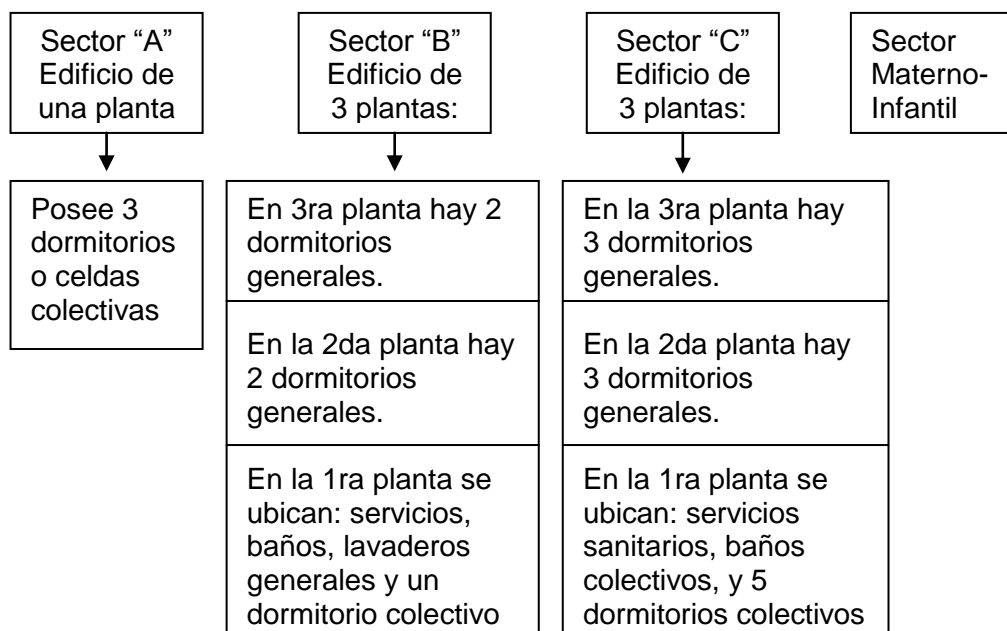 Sector “A”
Edificio de
una planta
Sector “B”
Edificio de
3 plantas:
Sector “C”
Edificio de
3 plantas:
Sector
Materno-
Infantil
Posee 3
dormitorios
o celdas
colectivas
En 3ra planta hay 2
dormitorios
generales.
En la 2da planta hay
2 dormitorios
generales.
En la 1ra planta se
ubican: servicios,
baños, lavaderos
generales y un
dormitorio colectivo
En la 3ra planta hay
3 dormitorios
generales.
En la 2da planta hay
3 dormitorios
generales.
En la 1ra planta se
ubican: servicios
sanitarios, baños
colectivos, y 5
dormitorios colectivos